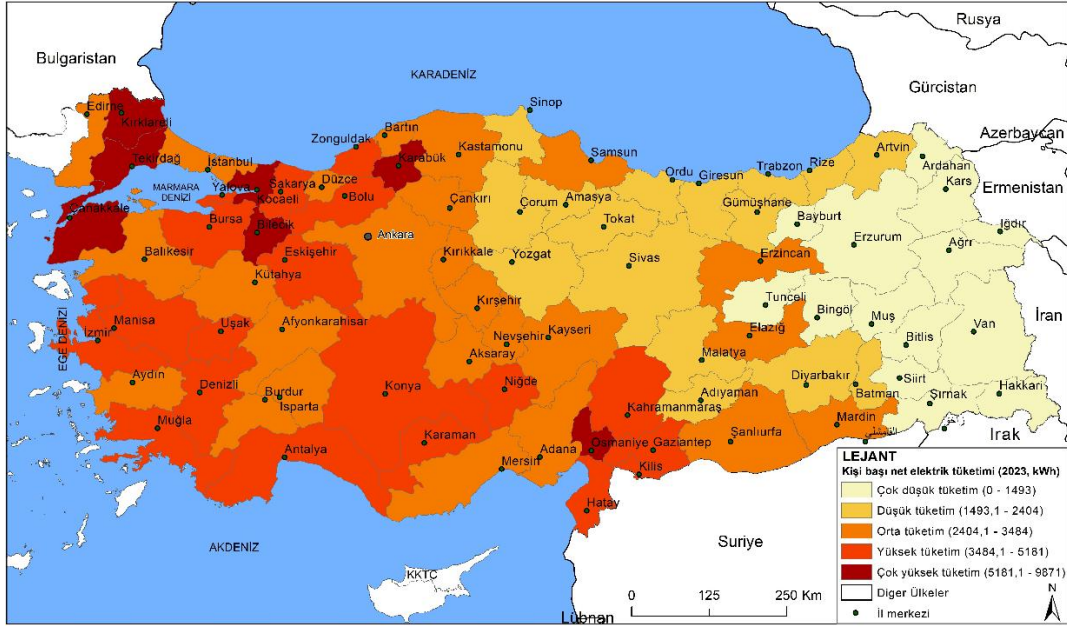 Rusya
Bulgaristan
KARADENİZ
Gürcistan
Sinop
Edirne
Kırklareli
Bartın
Zonguldak
Azerbaycan
Artvin
Kastamonu
Samsun
Ardahan
Tekirdağ
İstanbul
Karabük
Ordu
Giresun
Trabzon
Rize
Kars
Ermenistan
MARMARA
DENİZİ
Yalova
Kocaeli
Sakarya
Düzce
Bolu
Çankırı
Çorum
Amasya
Gümüşhane
Bayburt
Çanakkale
Bursa
Bilecik
Tokat
Iğdır
Ankara
Erzurum
Ağrı
Balıkesir
Eskişehir
Kırıkkale
Yozgat
Sivas
Erzincan
Kütahya
Tunceli
İran
Kırşehir
Bingöl
Muş
Van
EGE DENİZİ
Manisa
İzmir
Uşak
Afyonkarahisar
Nevşehir
Kayseri
Elazığ
Bitlis
Aksaray
Malatya
Aydın
Denizli
Burdur
Isparta
Konya
Niğde
Diyarbakır
Batman
Siirt
Hakkari
Adıyaman
Şırnak
Muğla
Kahramanmaraş
Mardin
Karaman
Osmaniye
Gaziantep
Şanlıurfa
القامشلي
Irak
Antalya
Adana
Mersin
Kilis
Hatay
Suriye
AKDENİZ
KKTC
Lübnan
0 125 250 Km
LEJANT
Kişi başı net elektrik tüketimi (2023, kWh)
Çok düşük tüketim (0 - 1493)
Düşük tüketim (1493,1 - 2404)
Orta tüketim (2404,1 - 3484)
Yüksek tüketim (3484,1 - 5181)
Çok yüksek tüketim (5181,1 - 9871)
Diger Ülkeler
İl merkezi
N